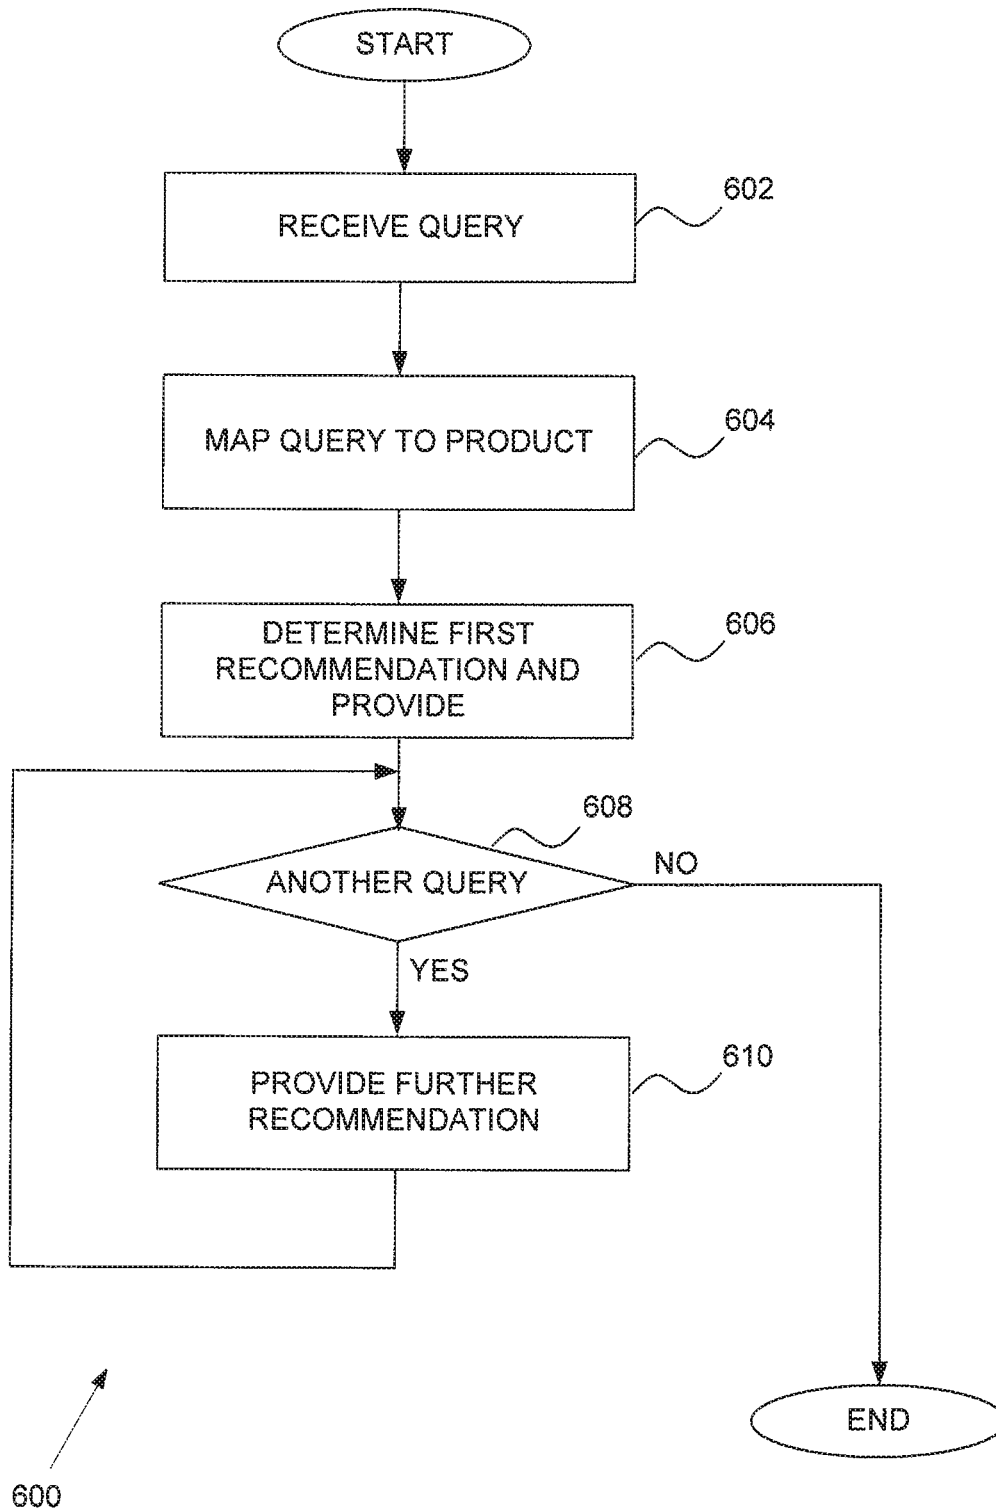 START
RECEIVE QUERY
602
MAP QUERY TO PRODUCT
604
DETERMINE FIRST
RECOMMENDATION AND
PROVIDE
606
ANOTHER QUERY
608
NO
YES
PROVIDE FURTHER
RECOMMENDATION
610
END
600